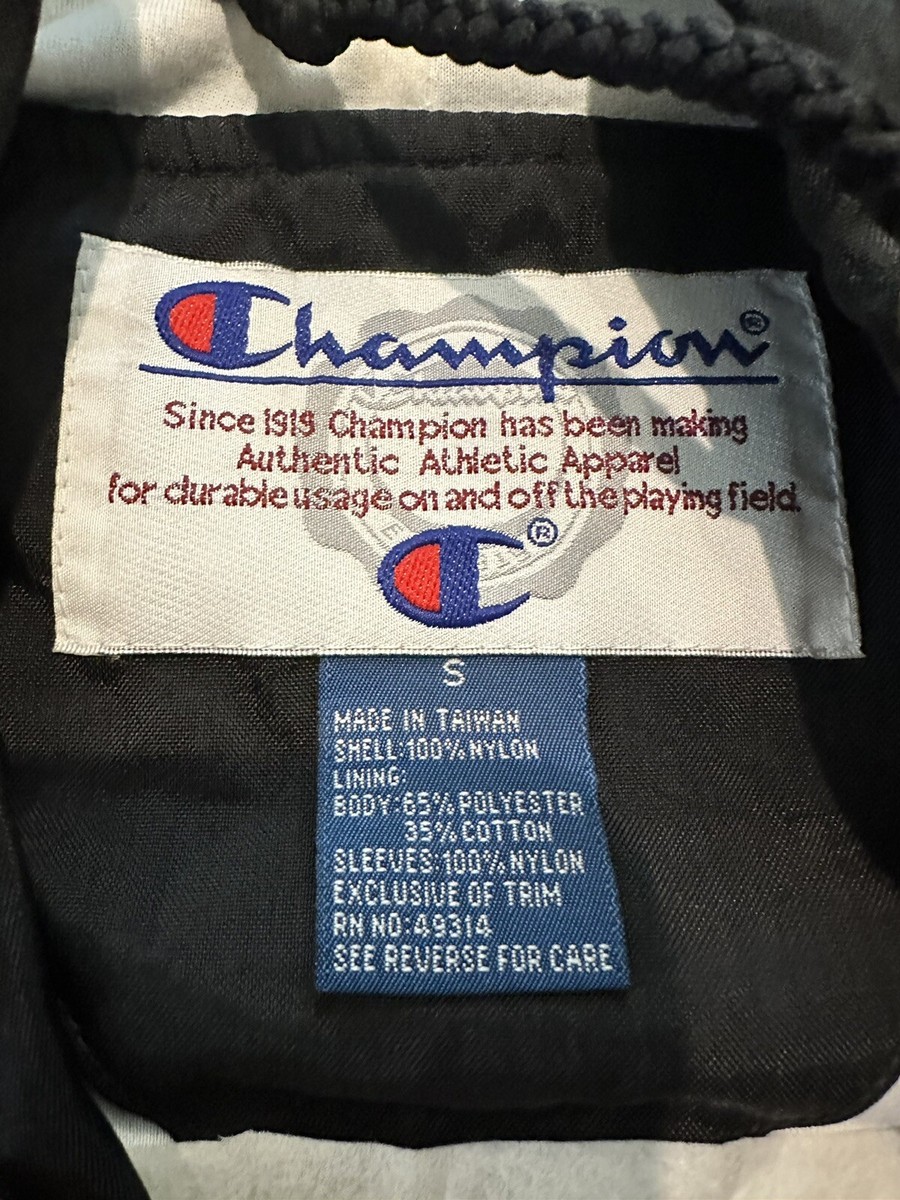 Champion®
Since 1919 Champion has been making
Authentic Athletic Apparel
for durable usage on and off the playing field.
®
S
MADE IN TAIWAN
SHELL:100% NYLON
LINING:
BODY:65% POLYESTER
35% COTTON
SLEEVES:100% NYLON
EXCLUSIVE OF TRIM
RN NO:49314
SEE REVERSE FOR CARE